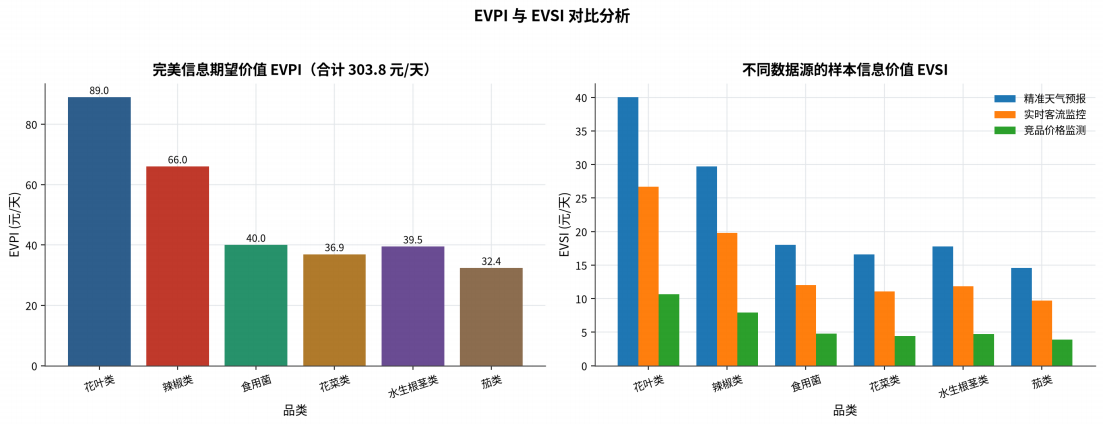 EVPI 与 EVSI 对比分析
完美信息期望价值 EVPI（合计 303.8 元/天）
EVPI (元/天)
80
60
40
20
0
89.0
66.0
40.0
36.9
39.5
32.4
花叶类
辣椒类
食用菌
花菜类
水生根茎类
茄类
品类
不同数据源的样本信息价值 EVSI
EVSI (元/天)
40
35
30
25
20
15
10
5
0
精准天气预报
实时客流监控
竞品价格监测
花叶类
辣椒类
食用菌
花菜类
水生根茎类
茄类
品类